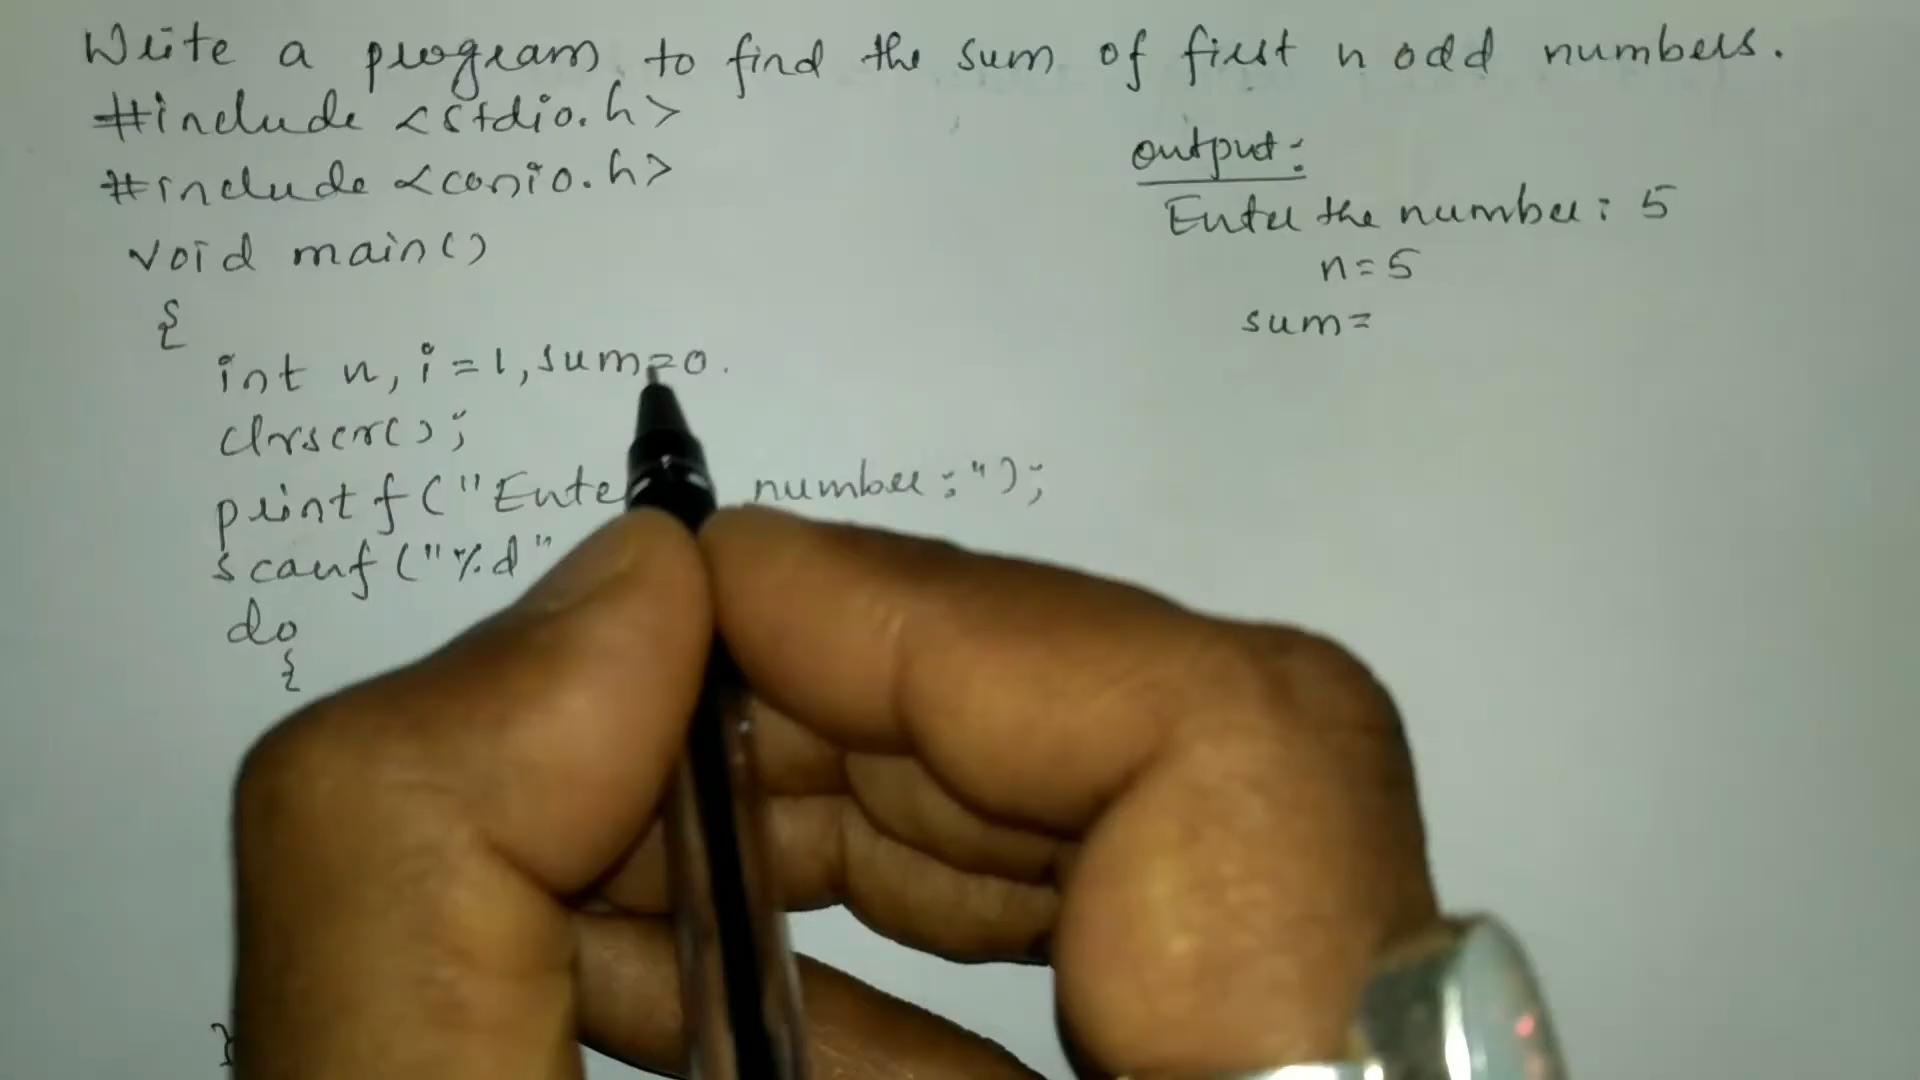 Write a program to find the sum of first n odd numbers.
#include <stdio.h>
#include <conio.h>
void main()
{
int n, i=1, sum=0.
clrscr();
printf("Ente number:");
scanf("%d"
do
{
}
output:
Enter the number: 5
n=5
sum=